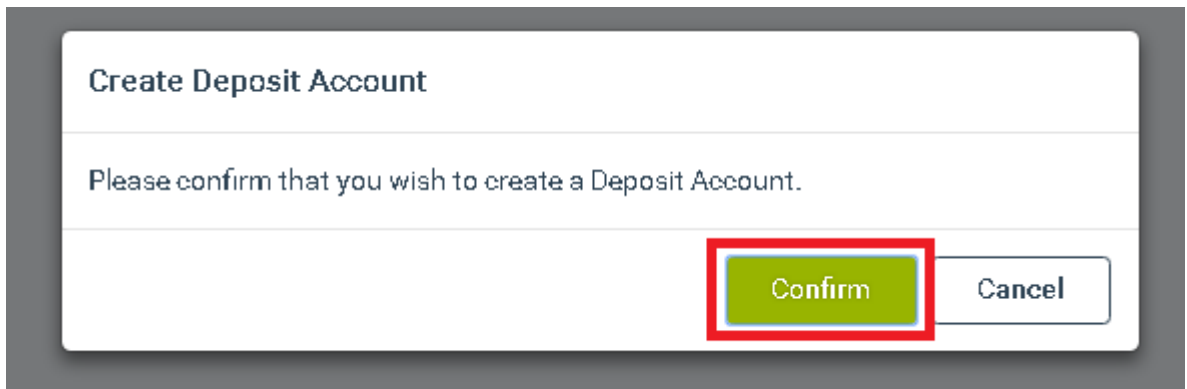 Create Deposit Account
Please confirm that you wish to create a Deposit Account.
Confirm Cancel